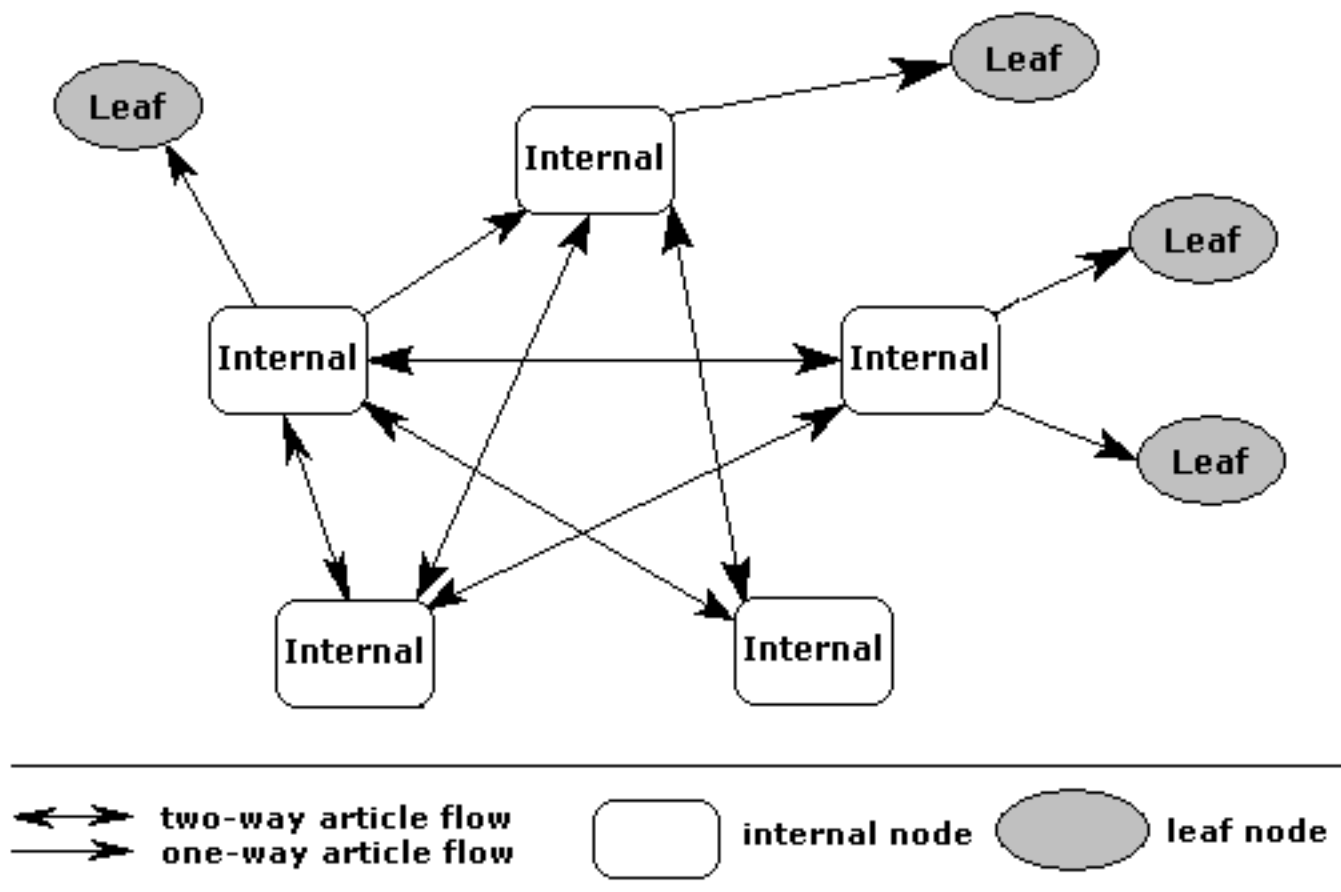 Leaf
Leaf
Internal
Leaf
Internal
Internal
Leaf
Internal
Internal
two-way article flow
one-way article flow
internal node
leaf node